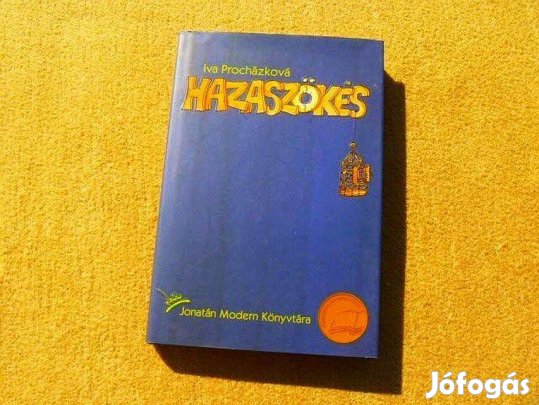 Iva Procházková
HAZASZÖKÉS
Jonatán Modern Könyvtára
Jófogás